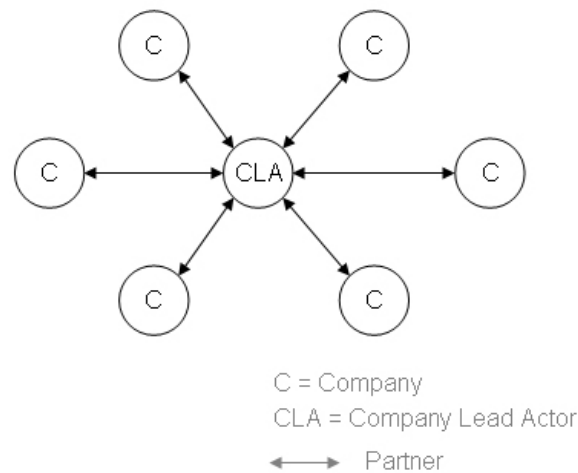 C C
C CLA C
C C
C = Company
CLA = Company Lead Actor
Partner